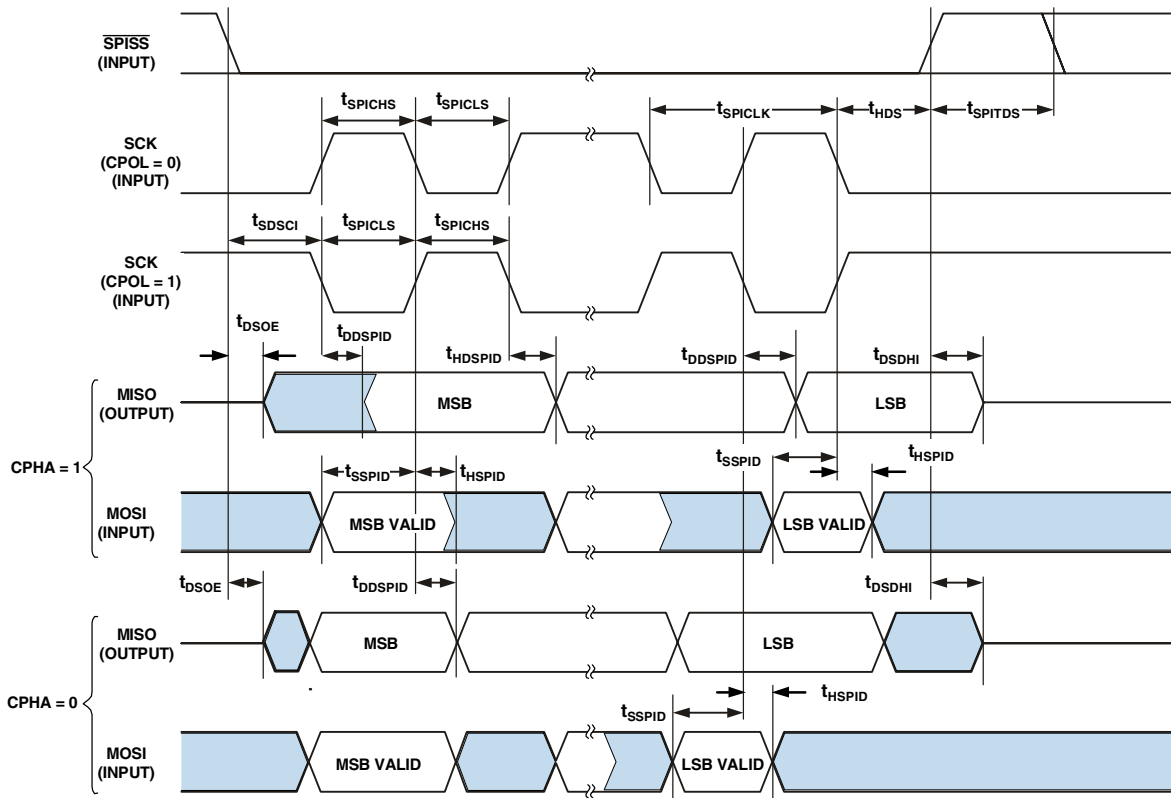 SPISS
(INPUT)
tSPICHS tSPICLS tSPICLK tHDS tSPITDS
SCK
(CPOL = 0)
(INPUT)
tSDSCI tSPICLS tSPICHS
SCK
(CPOL = 1)
(INPUT)
tDSOE tDDSPID tHDSPID tDDSPID tDSDHI
MISO
(OUTPUT)
MSB LSB
CPHA = 1
tSSPID tHSPID tSSPID tHSPID
MOSI
(INPUT)
MSB VALID LSB VALID
tDSOE tDDSPID tDSDHI
MISO
(OUTPUT)
MSB LSB
CPHA = 0
tSSPID tHSPID
MOSI
(INPUT)
MSB VALID LSB VALID